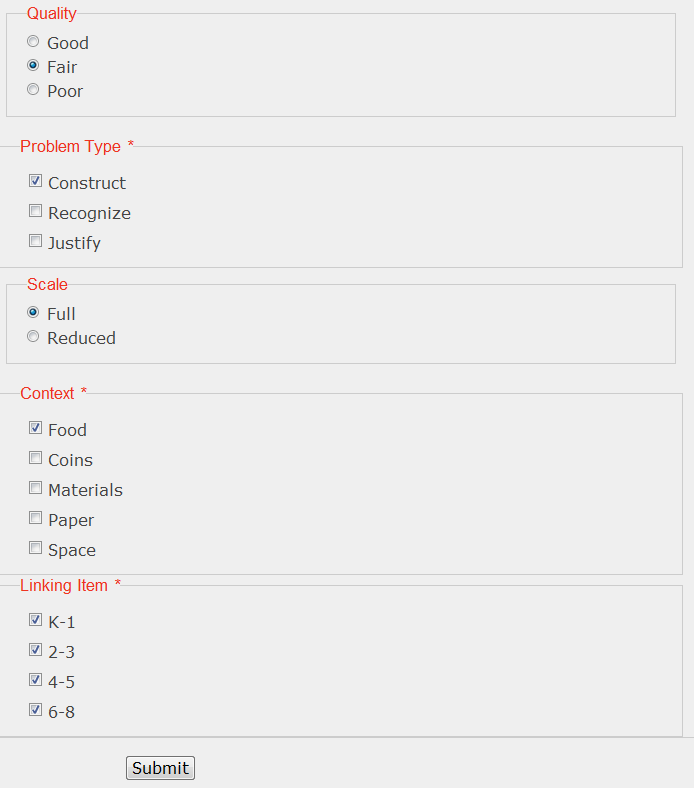 Quality
Good
Fair
Poor
Problem Type *
Construct
Recognize
Justify
Scale
Full
Reduced
Context *
Food
Coins
Materials
Paper
Space
Linking Item *
K-1
2-3
4-5
6-8
Submit